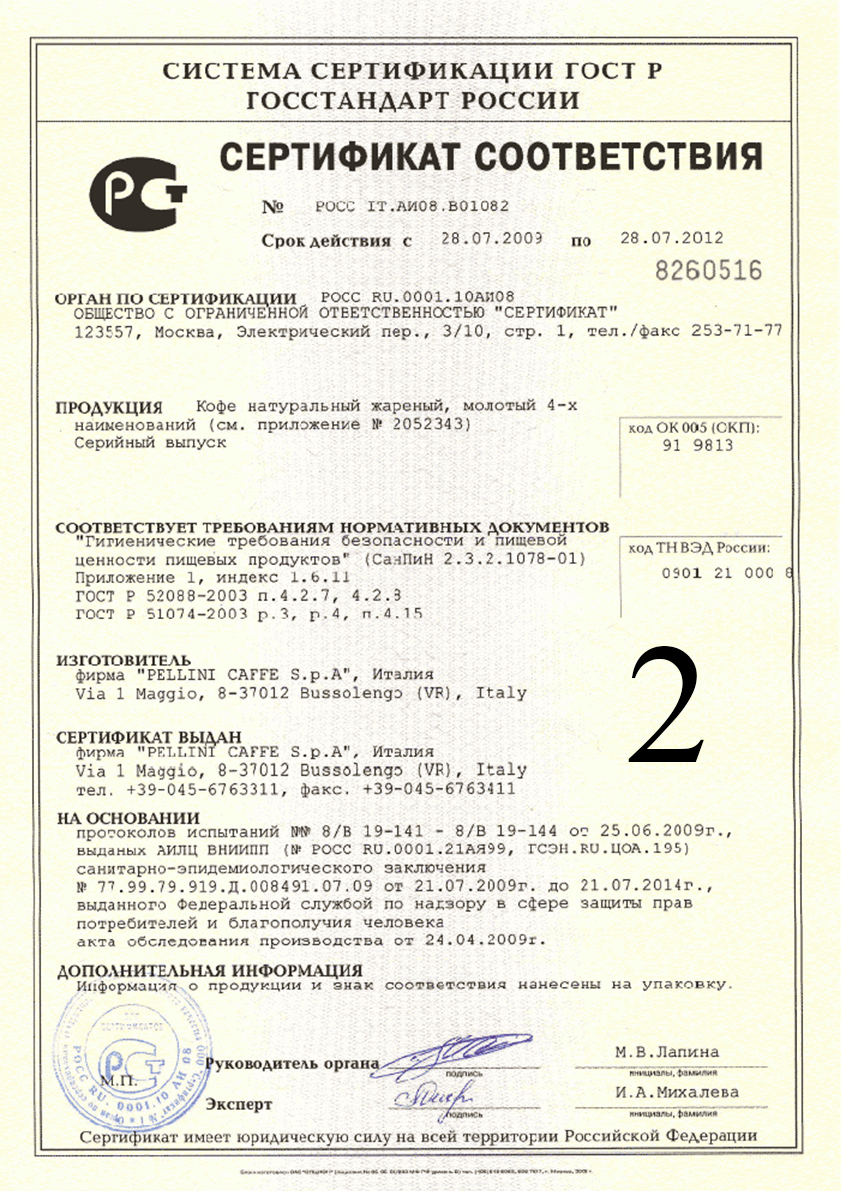 СИСТЕМА СЕРТИФИКАЦИИ ГОСТ Р
ГОССТАНДАРТ РОССИИ
СЕРТИФИКАТ СООТВЕТСТВИЯ
№ РОСС IT.АИ08.В01082
Срок действия с 28.07.2009 по 28.07.2012
8260516
ОРГАН ПО СЕРТИФИКАЦИИ РОСС RU.0001.10АИ08
ОБЩЕСТВО С ОГРАНИЧЕННОЙ ОТВЕТСТВЕННОСТЬЮ "СЕРТИФИКАТ"
123557, Москва, Электрический пер., 3/10, стр. 1, тел./факс 253-71-77
ПРОДУКЦИЯ Кофе натуральный жареный, молотый 4-х
наименований (см. приложение № 2052343)
Серийный выпуск
код ОК 005 (ОКП):
91 9813
СООТВЕТСТВУЕТ ТРЕБОВАНИЯМ НОРМАТИВНЫХ ДОКУМЕНТОВ
"Гигиенические требования безопасности и пищевой
ценности пищевых продуктов" (СанПиН 2.3.2.1078-01)
Приложение 1, индекс 1.6.11
ГОСТ Р 52088-2003 п.4.2.7, 4.2.8
ГОСТ Р 51074-2003 р.3, р.4, п.4.15
код ТН ВЭД России:
0901 21 000 8
ИЗГОТОВИТЕЛЬ
фирма "PELLINI CAFFE S.p.A", Италия
Via 1 Maggio, 8-37012 Bussolengo (VR), Italy
2
СЕРТИФИКАТ ВЫДАН
фирма "PELLINI CAFFE S.p.A", Италия
Via 1 Maggio, 8-37012 Bussolengo (VR), Italy
тел. +39-045-6763311, факс. +39-045-6763411
НА ОСНОВАНИИ
протоколов испытаний №№ 8/В 19-141 - 8/В 19-144 от 25.06.2009г.,
выданых АИЛЦ ВНИИПП (№ РОСС RU.0001.21АЯ99, ГСЭН.RU.ЦОА.195)
санитарно-эпидемиологического заключения
№ 77.99.79.919.Д.008491.07.09 от 21.07.2009г. до 21.07.2014г.,
выданного Федеральной службой по надзору в сфере защиты прав
потребителей и благополучия человека
акта обследования производства от 24.04.2009г.
ДОПОЛНИТЕЛЬНАЯ ИНФОРМАЦИЯ
Информация о продукции и знак соответствия нанесены на упаковку.
М.П.
РОСС RU. 0001.10 АИ 08
Руководитель органа
подпись
М.В.Лапина
инициалы, фамилия
Эксперт
подпись
И.А.Михалева
инициалы, фамилия
Сертификат имеет юридическую силу на всей территории Российской Федерации